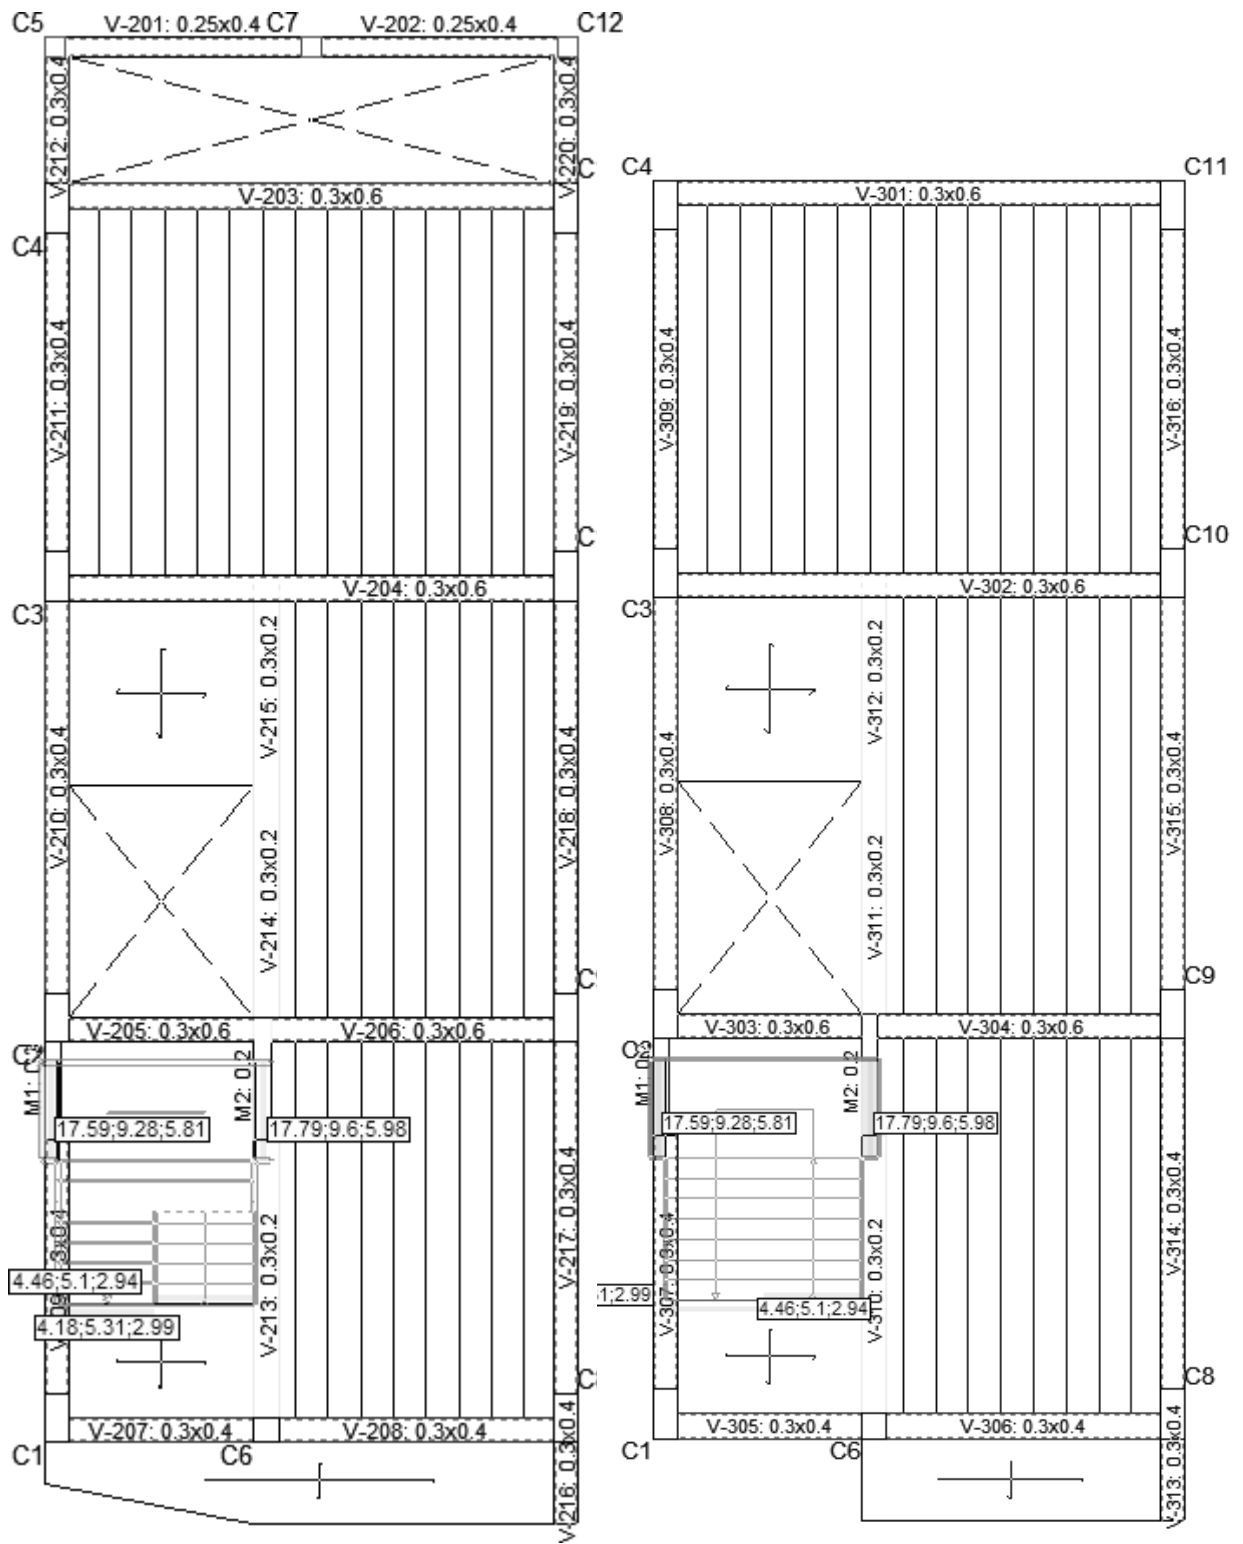 C5
V-201: 0.25x0.4
C7
V-202: 0.25x0.4
C12
V-212: 0.3x0.4
V-220: 0.3x0.4
C
V-203: 0.3x0.6
C4
V-211: 0.3x0.4
V-219: 0.3x0.4
C
V-204: 0.3x0.6
C3
V-215: 0.3x0.2
V-210: 0.3x0.4
V-214: 0.3x0.2
V-218: 0.3x0.4
V-205: 0.3x0.6
V-206: 0.3x0.6
M1:
M2: 0.2
17.59;9.28;5.81
17.79;9.6;5.98
V-217: 0.3x0.4
V-213: 0.3x0.2
4.46;5.1;2.94
4.18;5.31;2.99
V-207: 0.3x0.4
V-208: 0.3x0.4
C1
C6
V-216: 0.3x0.4
C4
C11
V-301: 0.3x0.6
V-309: 0.3x0.4
V-316: 0.3x0.4
C10
V-302: 0.3x0.6
C3
V-312: 0.3x0.2
V-308: 0.3x0.4
V-311: 0.3x0.2
V-315: 0.3x0.4
C9
V-303: 0.3x0.6
V-304: 0.3x0.6
M1:
M2: 0.2
17.59;9.28;5.81
17.79;9.6;5.98
V-307: 0.3x0.4
V-310: 0.3x0.2
V-314: 0.3x0.4
;2.99
4.46;5.1;2.94
C8
V-305: 0.3x0.4
V-306: 0.3x0.4
C1
C6
V-313: 0.3x0.4